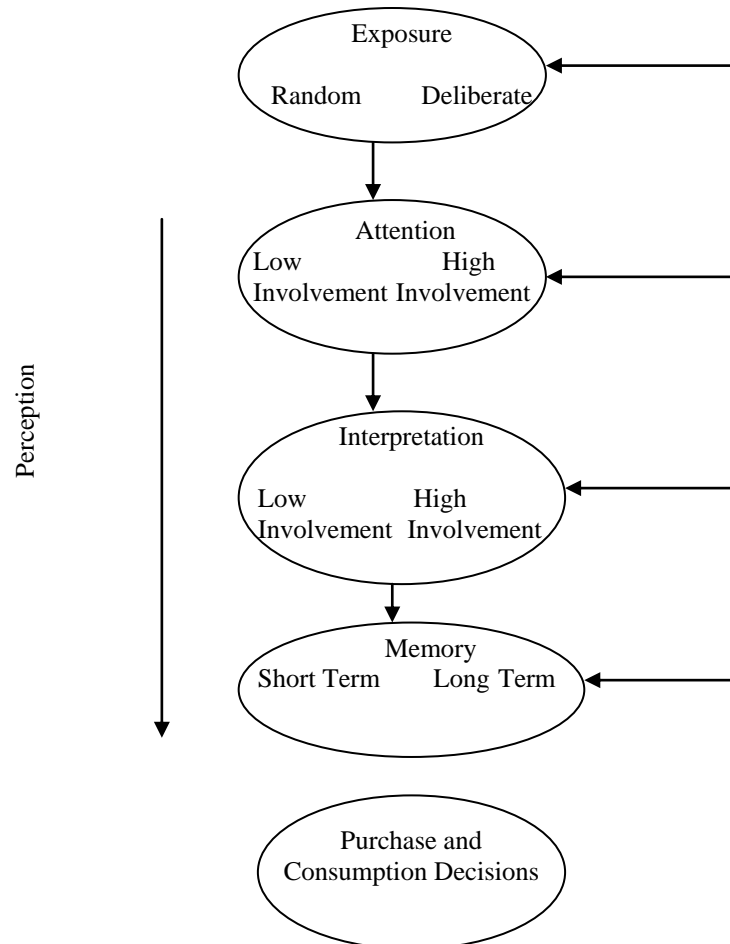 Exposure
Random Deliberate
Attention
Low High
Involvement Involvement
Perception
Interpretation
Low High
Involvement Involvement
Memory
Short Term Long Term
Purchase and
Consumption Decisions